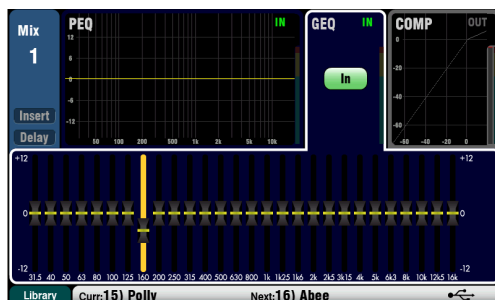 Mix
1
Insert
Delay
PEQ
IN
12
6
0
-6
-12
50 100 200 500 1k 2k 5k 10k
GEQ
IN
In
COMP
OUT
0
-20
-40
-60
-60 -40 -20 0
+12
+12
0
0
-12
-12
31.5 40 50 63 80 100 125 160 200 250 315 400 500 630 800 1k 1k25 1k6 2k 2k5 3k15 4k 5k 6k3 8k 10k 12k5 16k
Library
Curr:15) Polly
Next:16) Abee